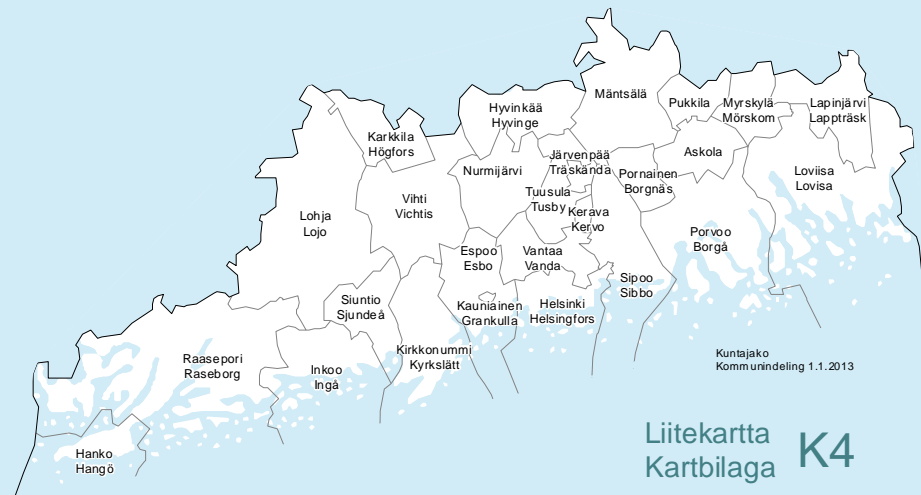 Mäntsälä
Hyvinkää
Hyvinge
Pukkila
Myrskylä
Mörskom
Lapinjärvi
Lappträsk
Karkkila
Högfors
Järvenpää
Träskända
Askola
Nurmijärvi
Pornainen
Borgnäs
Loviisa
Lovisa
Vihti
Vichtis
Tuusula
Tusby
Kerava
Kervo
Lohja
Lojo
Porvoo
Borgå
Espoo
Esbo
Vantaa
Vanda
Sipoo
Sibbo
Siuntio
Sjundeå
Kauniainen
Grankulla
Helsinki
Helsingfors
Kirkkonummi
Kyrkslätt
Raasepori
Raseborg
Inkoo
Ingå
Kuntajako
Kommunindeling 1.1.2013
Hanko
Hangö
Liitekartta
Kartbilaga
K4